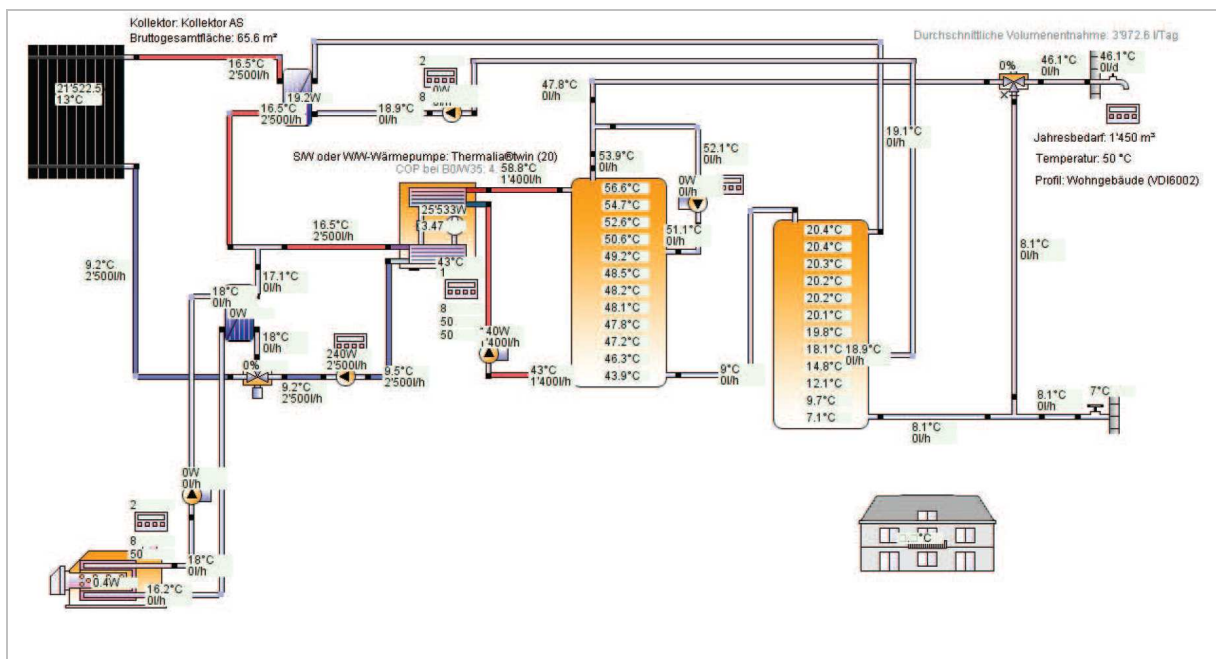 Kollektor: Kollektor AS
Bruttogesamtfläche: 65.6 m²
Durchschnittliche Volumenentnahme: 3'972.6 l/Tag
16.5°C
2'500l/h
21'522.5
13°C
19.2W
16.5°C
2'500l/h
18.9°C
0l/h
2
0W
8
47.8°C
0l/h
0%
46.1°C
0l/h
46.1°C
0l/d
Jahresbedarf: 1'450 m³
Temperatur: 50 °C
Profil: Wohngebäude (VDI6002)
19.1°C
0l/h
S/W oder W/W-Wärmepumpe:
twin (20)
COP bei B0/W35: 4
58.8°C
1'400l/h
53.9°C
0l/h
52.1°C
0l/h
0W
0l/h
51.1°C
0l/h
25'533W
3.47
43°C
1
8
50
50
16.5°C
2'500l/h
9.2°C
2'500l/h
17.1°C
0l/h
18°C
0l/h
0W
18°C
0l/h
0%
9.2°C
2'500l/h
240W
2'500l/h
9.5°C
2'500l/h
1'400l/h
43°C
1'400l/h
56.6°C
54.7°C
52.6°C
50.6°C
49.2°C
48.5°C
48.2°C
48.1°C
47.8°C
47.2°C
46.3°C
43.9°C
9°C
0l/h
20.4°C
20.4°C
20.3°C
20.2°C
20.2°C
20.1°C
19.8°C
18.1°C
14.8°C
12.1°C
9.7°C
7.1°C
18.9°C
0l/h
8.1°C
0l/h
8.1°C
0l/h
8.1°C
0l/h
7°C
0W
0l/h
2
8
50
18°C
0l/h
0.4W
16.2°C
0l/h
°C